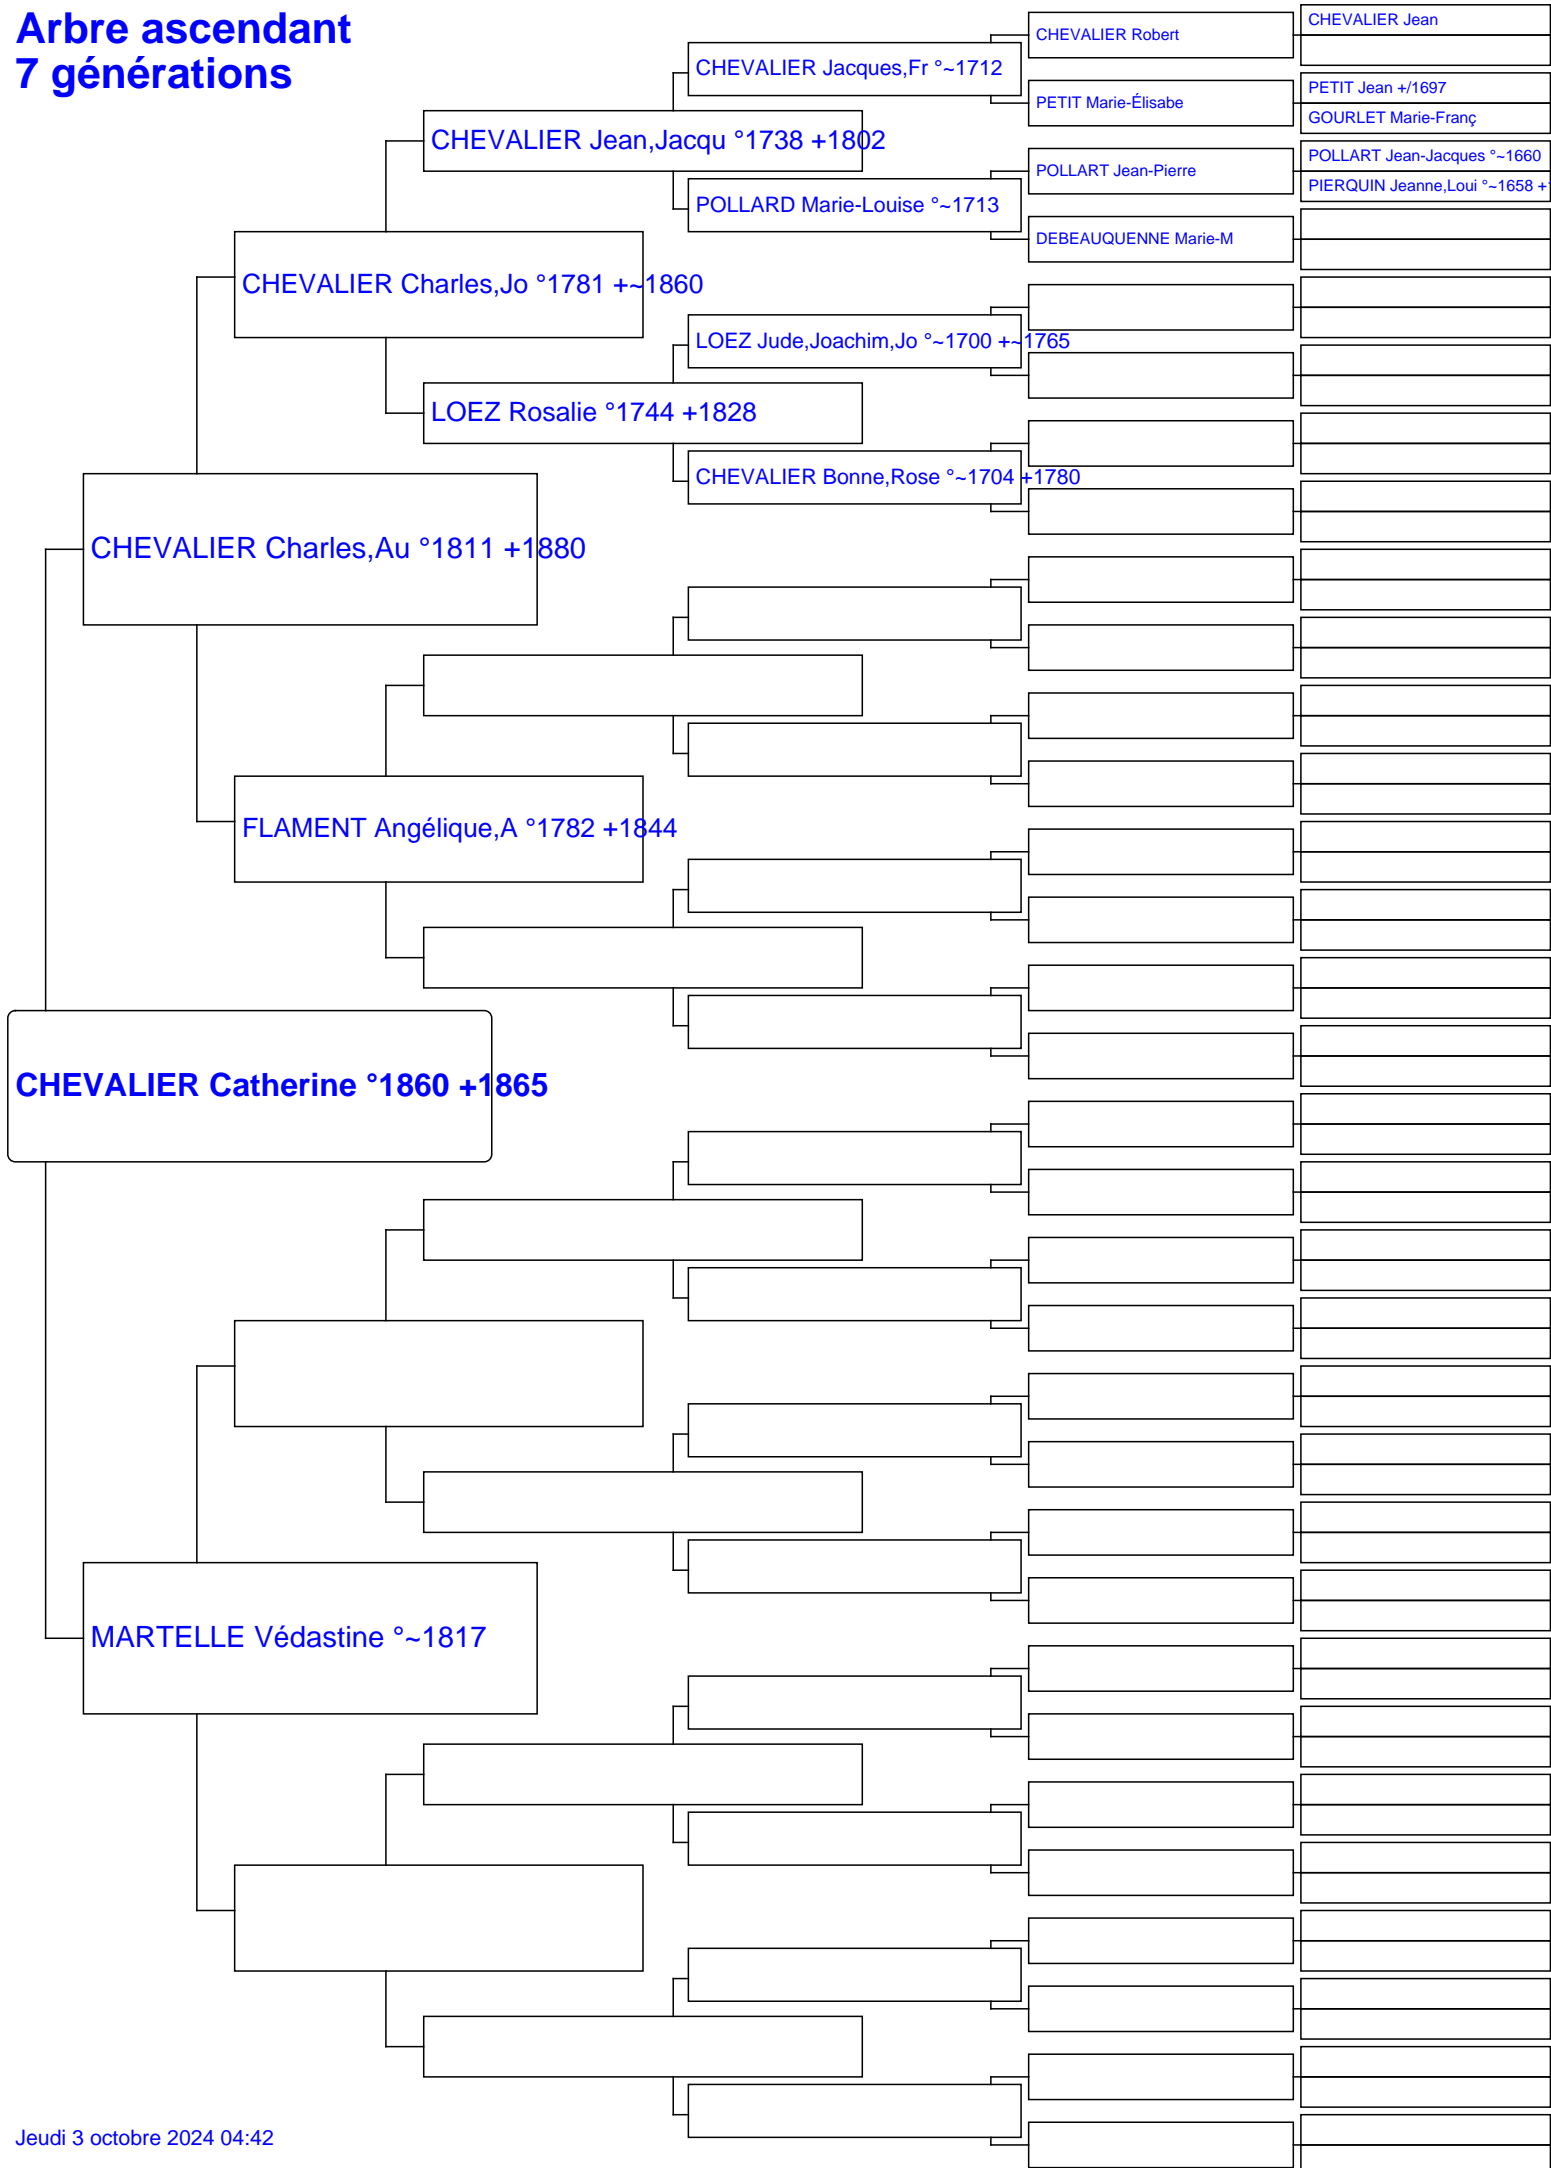 Arbre ascendant
7 générations
CHEVALIER Jean
CHEVALIER Robert
CHEVALIER Jacques,Fr °~1712
PETIT Jean +/1697
PETIT Marie-Élisabe
GOURLET Marie-Franç
CHEVALIER Jean,Jacqu °1738 +1802
POLLART Jean-Jacques °~1660
POLLART Jean-Pierre
PIERQUIN Jeanne,Loui °~1658 +
POLLARD Marie-Louise °~1713
DEBEAUQUENNE Marie-M
CHEVALIER Charles,Jo °1781 +~1860
LOEZ Jude,Joachim,Jo °~1700 +~1765
LOEZ Rosalie °1744 +1828
CHEVALIER Bonne,Rose °~1704 +1780
CHEVALIER Charles,Au °1811 +1880
FLAMENT Angélique,A °1782 +1844
CHEVALIER Catherine °1860 +1865
MARTELLE Védastine °~1817
Jeudi 3 octobre 2024 04:42